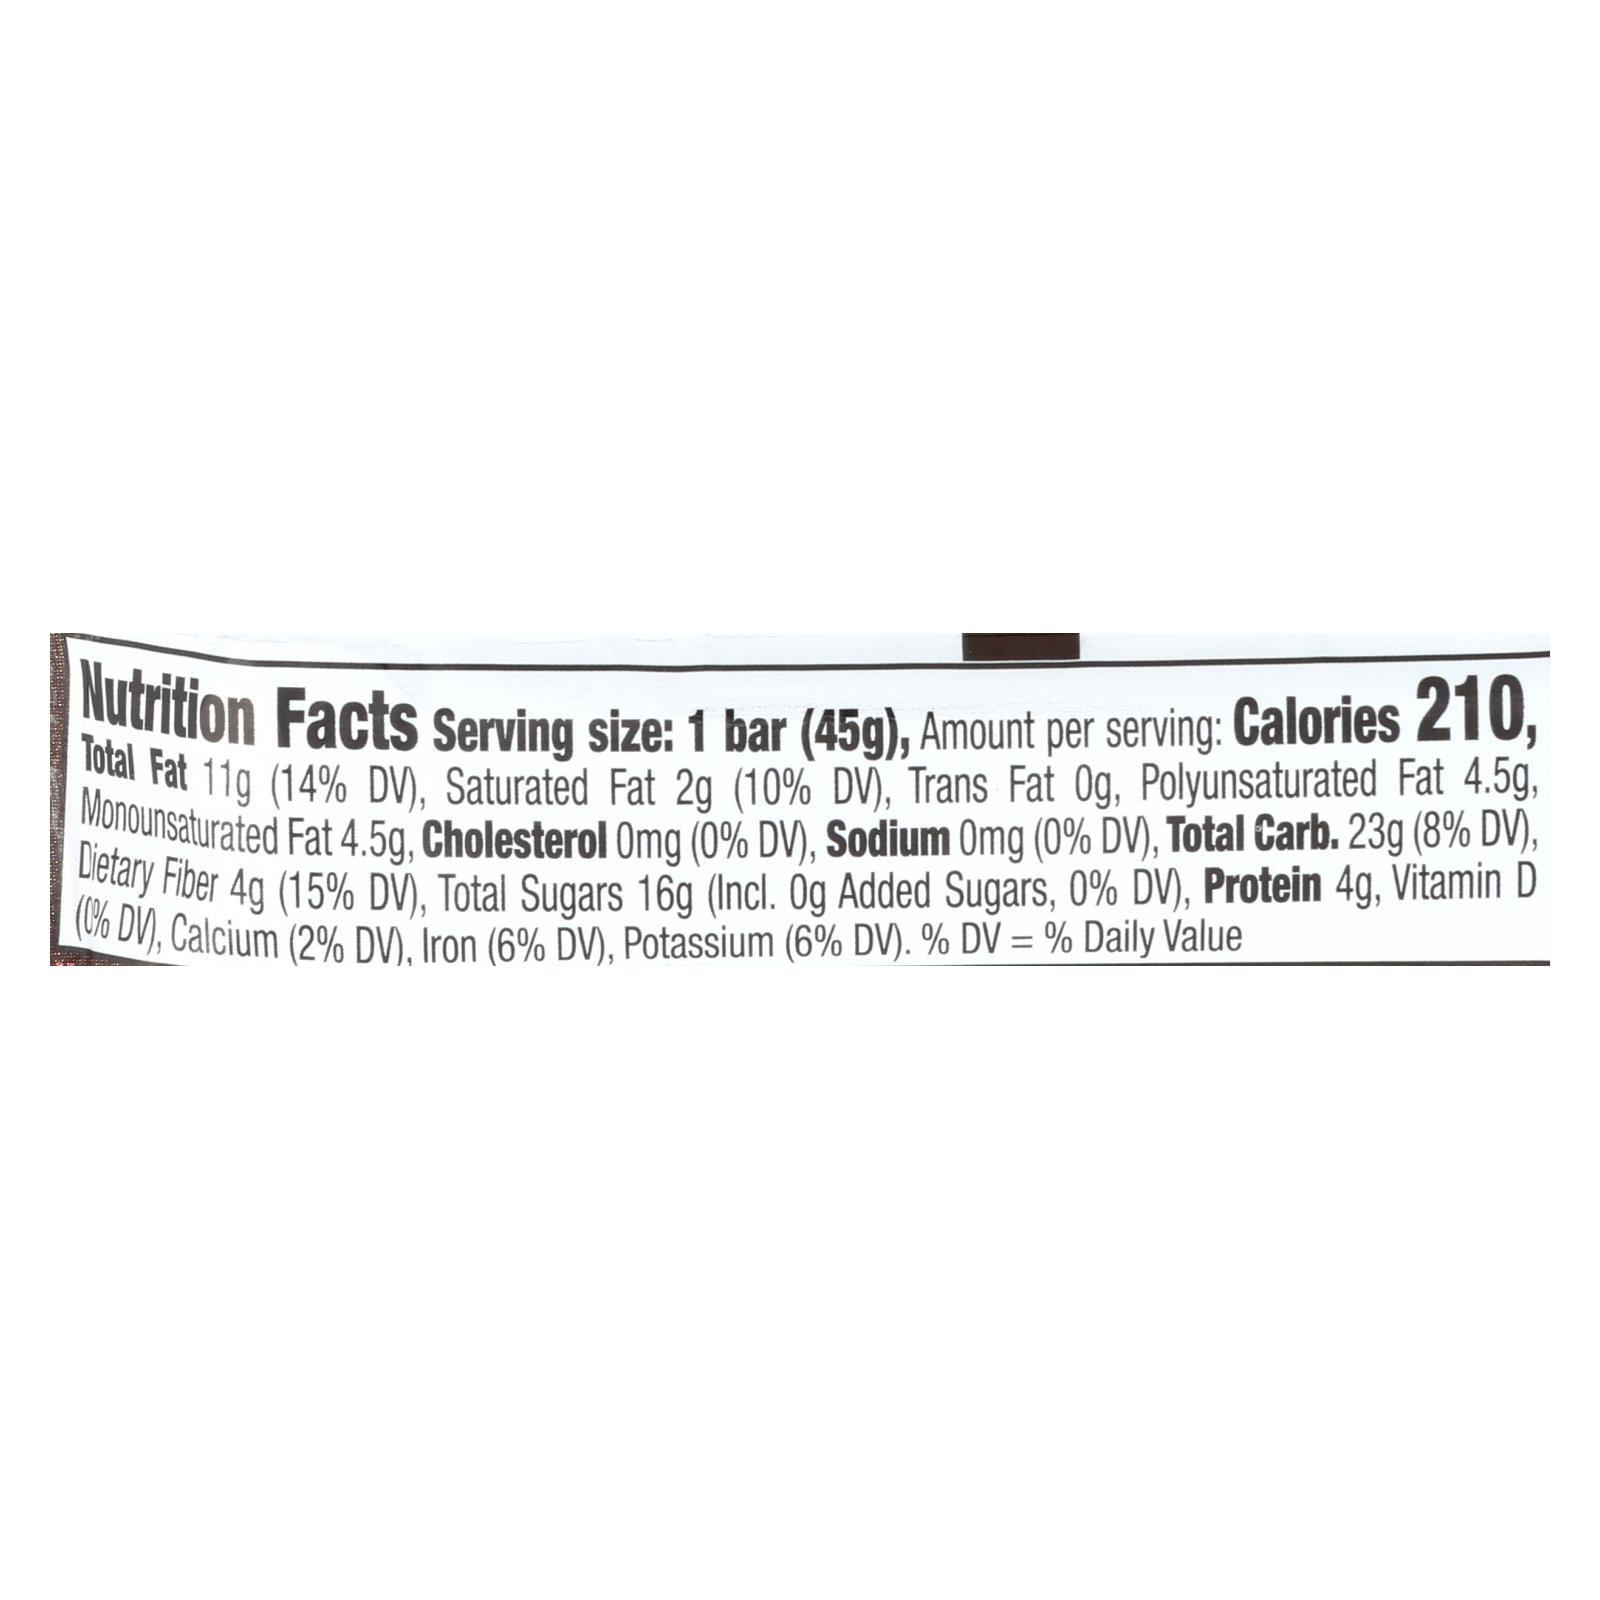 Nutrition Facts Serving size: 1 bar (45g), Amount per serving: Calories 210,
Total Fat 11g (14% DV), Saturated Fat 2g (10% DV), Trans Fat 0g, Polyunsaturated Fat 4.5g,
Monounsaturated Fat 4.5g, Cholesterol 0mg (0% DV), Sodium 0mg (0% DV), Total Carb. 23g (8% DV),
Dietary Fiber 4g (15% DV), Total Sugars 16g (Incl. 0g Added Sugars, 0% DV), Protein 4g, Vitamin D
(0% DV), Calcium (2% DV), Iron (6% DV), Potassium (6% DV). % DV = % Daily Value